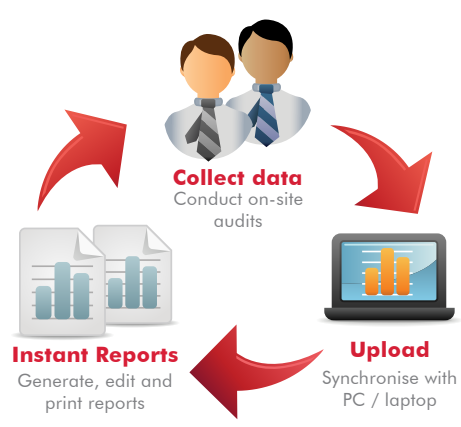 Collect data
Conduct on-site
audits
Upload
Synchronise with
PC / laptop
Instant Reports
Generate, edit and
print reports